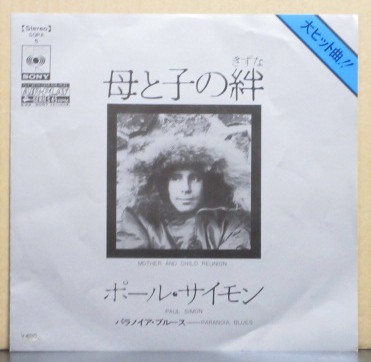 【Stereo】
SOPA
大ヒット曲!!
SONY
きずな
母と子の絆
MOTHER AND CHILD REUNION
ポール・サイモン
PAUL SIMON
パラノイア・ブルース——PARANOIA BLUES